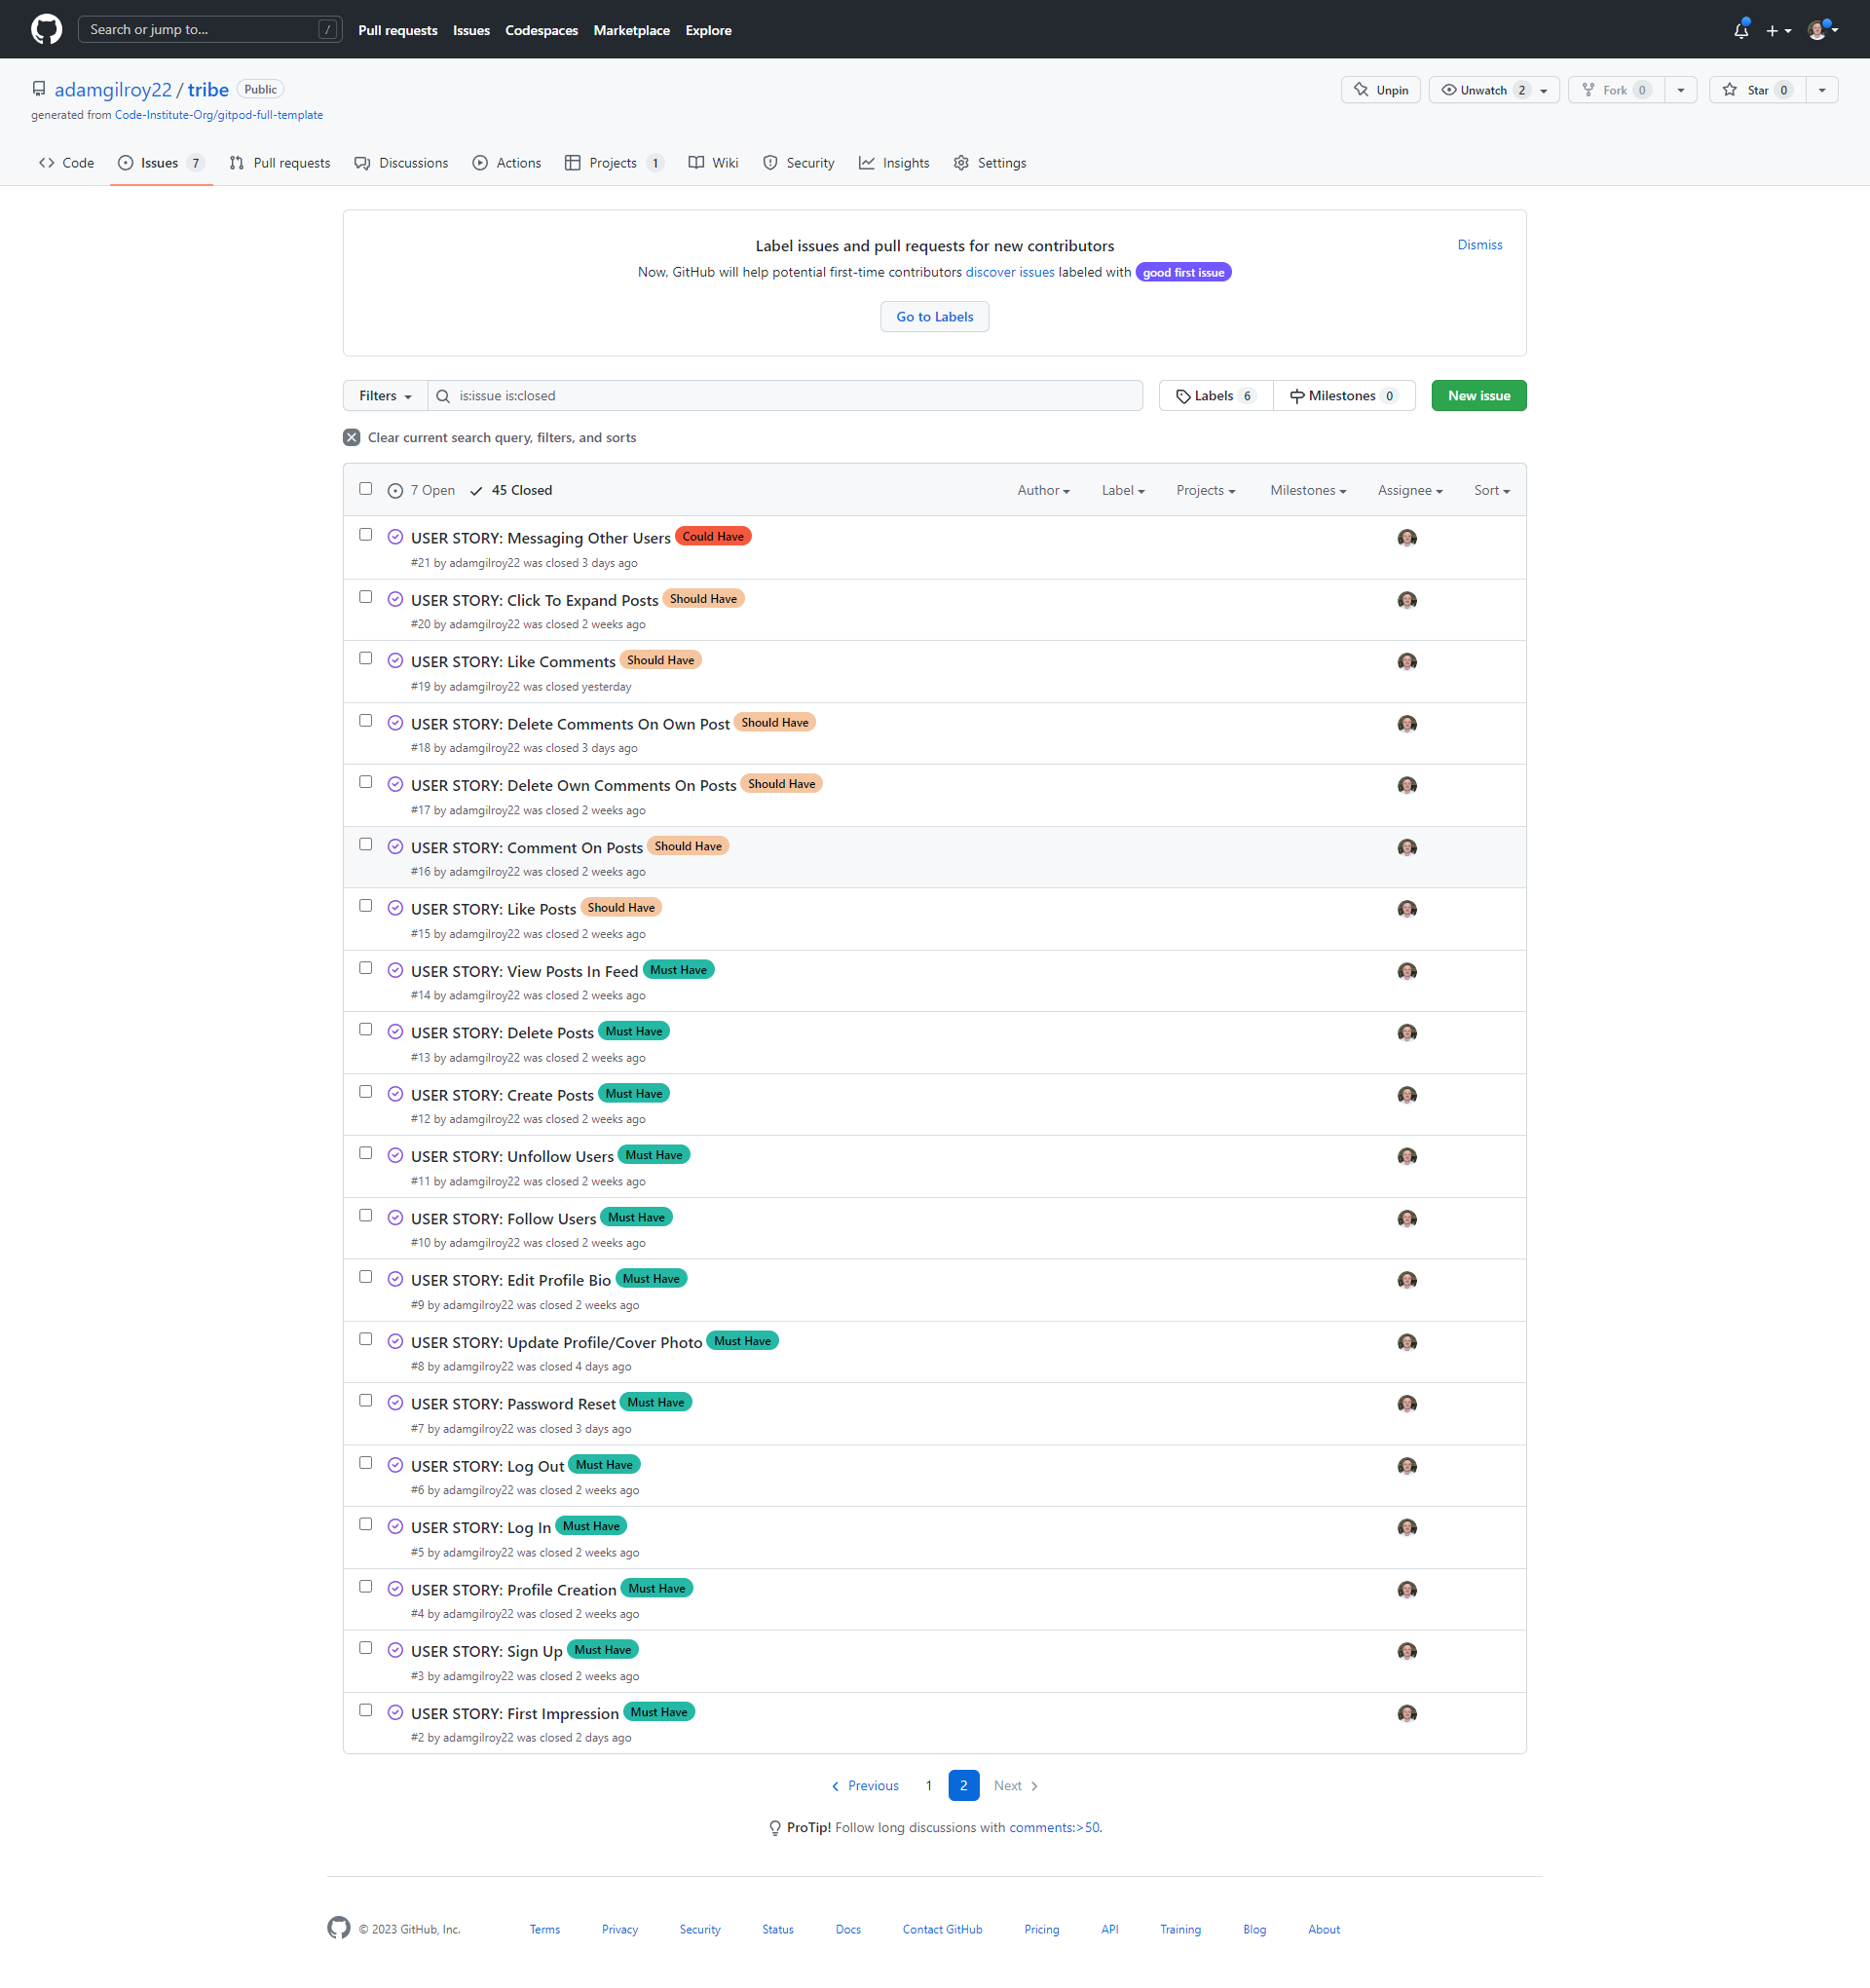 Search or jump to... / Pull requests Issues Codespaces Marketplace Explore
adamgilroy22 / tribe Public Unpin Unwatch 2 Fork 0 Star 0
generated from Code-Institute-Org/gitpod-full-template
Code Issues 7 Pull requests Discussions Actions Projects 1 Wiki Security Insights Settings
Label issues and pull requests for new contributors Dismiss
Now, GitHub will help potential first-time contributors discover issues labeled with good first issue
Go to Labels
Filters is:issue is:closed Labels 6 Milestones 0 New issue
Clear current search query, filters, and sorts
7 Open 45 Closed Author Label Projects Milestones Assignee Sort
USER STORY: Messaging Other Users Could Have
#21 by adamgilroy22 was closed 3 days ago
USER STORY: Click To Expand Posts Should Have
#20 by adamgilroy22 was closed 2 weeks ago
USER STORY: Like Comments Should Have
#19 by adamgilroy22 was closed yesterday
USER STORY: Delete Comments On Own Post Should Have
#18 by adamgilroy22 was closed 3 days ago
USER STORY: Delete Own Comments On Posts Should Have
#17 by adamgilroy22 was closed 2 weeks ago
USER STORY: Comment On Posts Should Have
#16 by adamgilroy22 was closed 2 weeks ago
USER STORY: Like Posts Should Have
#15 by adamgilroy22 was closed 2 weeks ago
USER STORY: View Posts In Feed Must Have
#14 by adamgilroy22 was closed 2 weeks ago
USER STORY: Delete Posts Must Have
#13 by adamgilroy22 was closed 2 weeks ago
USER STORY: Create Posts Must Have
#12 by adamgilroy22 was closed 2 weeks ago
USER STORY: Unfollow Users Must Have
#11 by adamgilroy22 was closed 2 weeks ago
USER STORY: Follow Users Must Have
#10 by adamgilroy22 was closed 2 weeks ago
USER STORY: Edit Profile Bio Must Have
#9 by adamgilroy22 was closed 2 weeks ago
USER STORY: Update Profile/Cover Photo Must Have
#8 by adamgilroy22 was closed 4 days ago
USER STORY: Password Reset Must Have
#7 by adamgilroy22 was closed 3 days ago
USER STORY: Log Out Must Have
#6 by adamgilroy22 was closed 2 weeks ago
USER STORY: Log In Must Have
#5 by adamgilroy22 was closed 2 weeks ago
USER STORY: Profile Creation Must Have
#4 by adamgilroy22 was closed 2 weeks ago
USER STORY: Sign Up Must Have
#3 by adamgilroy22 was closed 2 weeks ago
USER STORY: First Impression Must Have
#2 by adamgilroy22 was closed 2 days ago
Previous 1 2 Next
ProTip! Follow long discussions with comments:>50.
© 2023 GitHub, Inc. Terms Privacy Security Status Docs Contact GitHub Pricing API Training Blog About